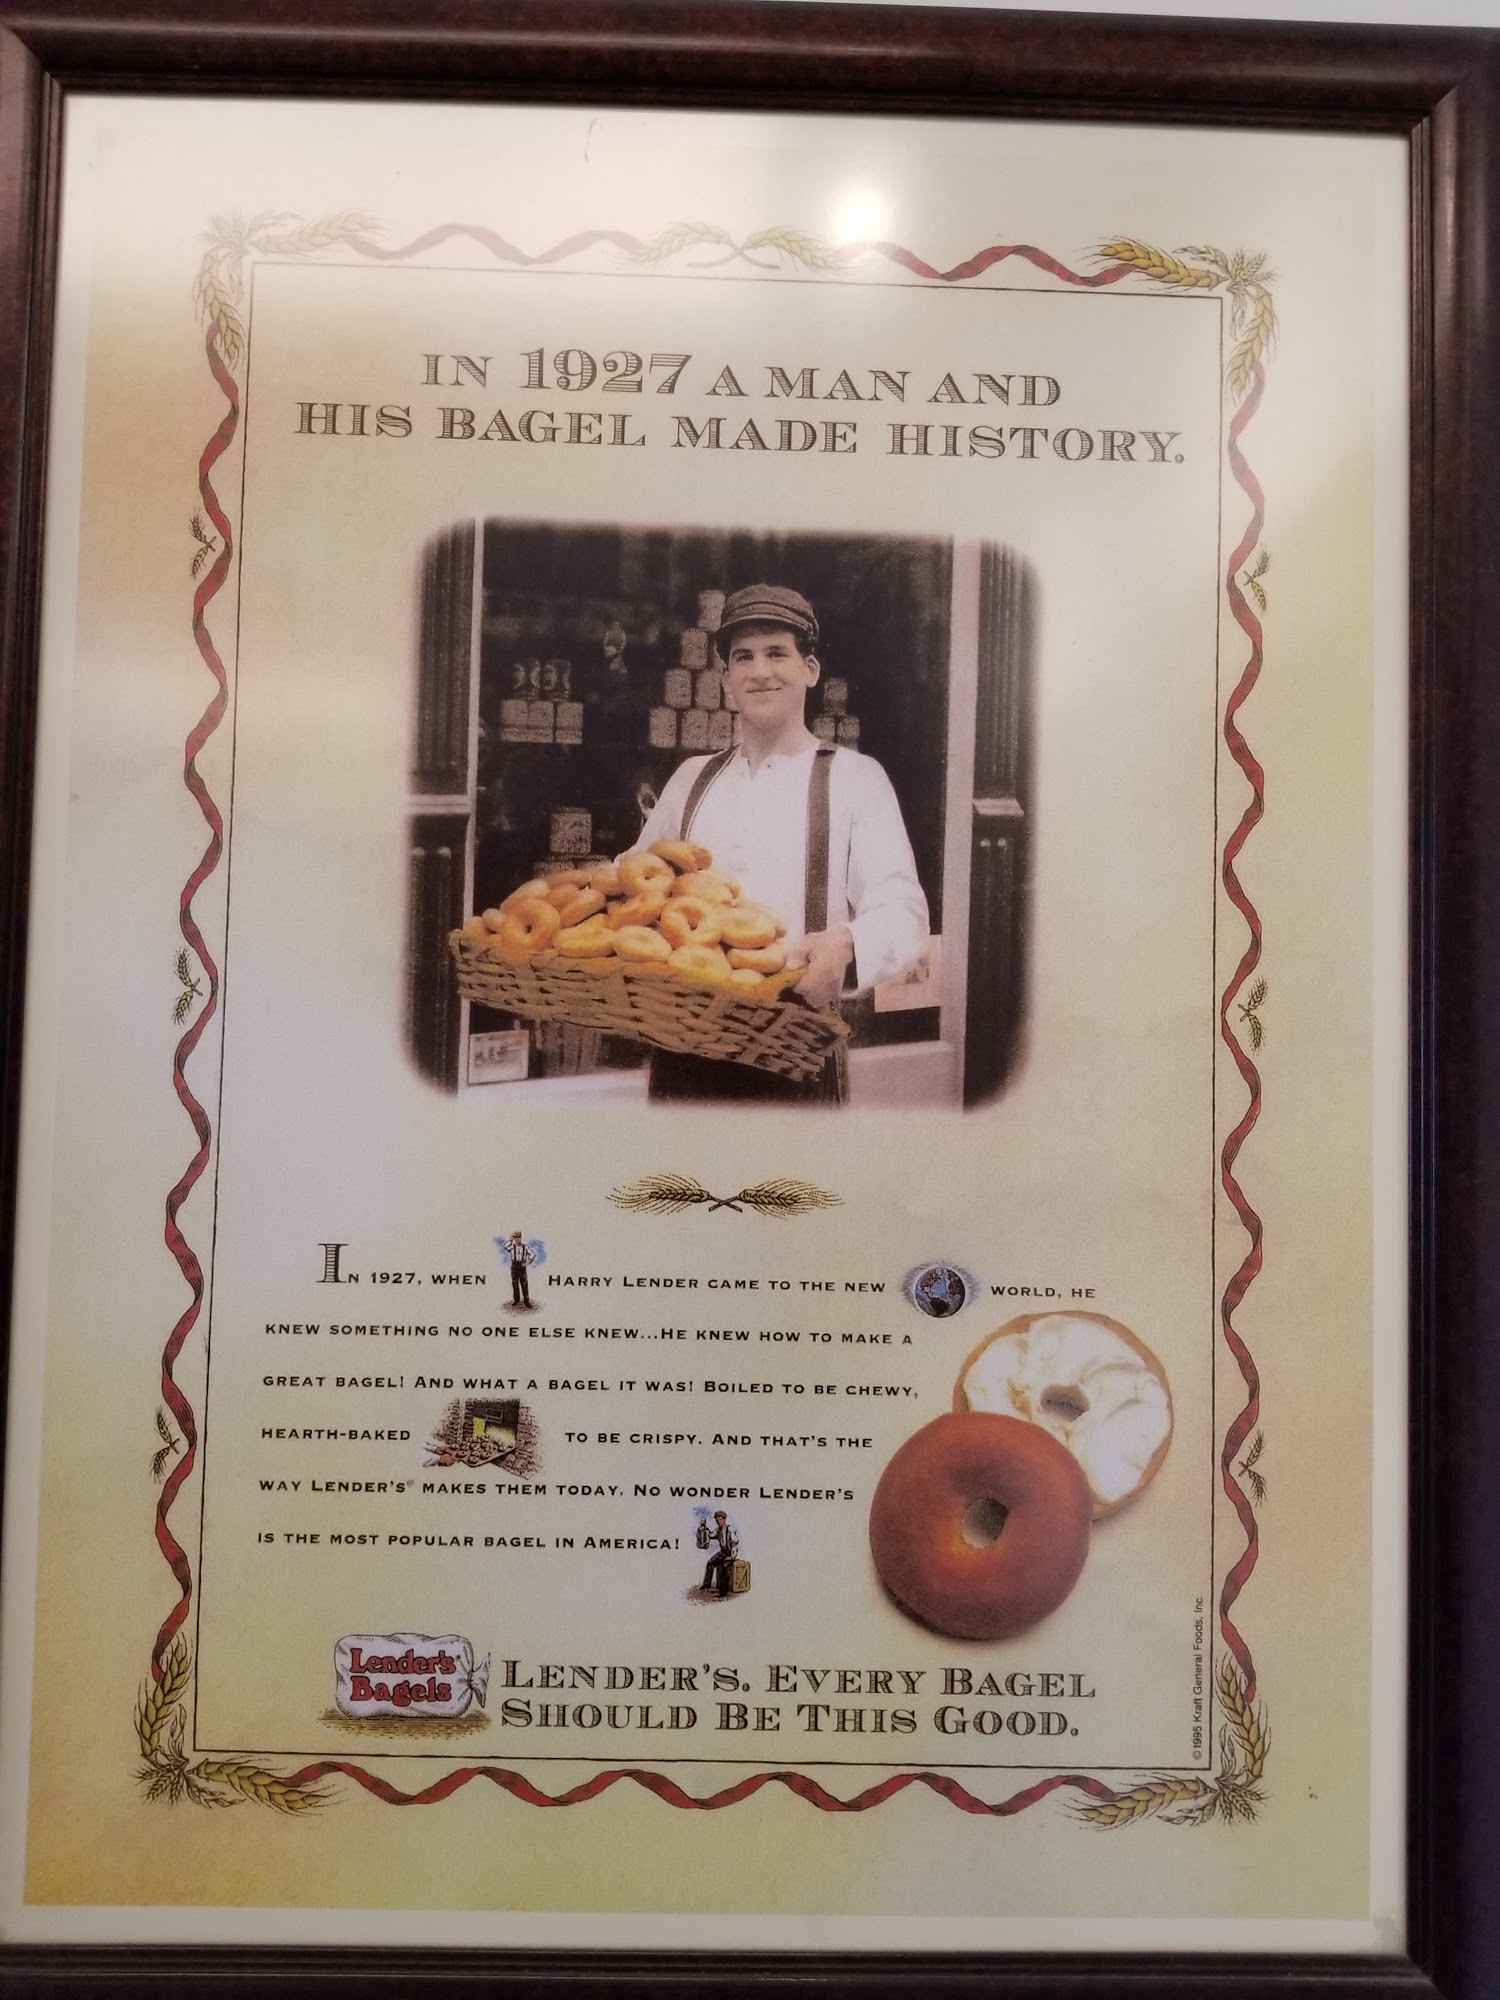 IN 1927 A MAN AND
HIS BAGEL MADE HISTORY.
IN 1927, WHEN HARRY LENDER CAME TO THE NEW WORLD, HE
KNEW SOMETHING NO ONE ELSE KNEW...HE KNEW HOW TO MAKE A
GREAT BAGEL! AND WHAT A BAGEL IT WAS! BOILED TO BE CHEWY,
HEARTH-BAKED TO BE CRISPY. AND THAT'S THE
WAY LENDER'S® MAKES THEM TODAY. NO WONDER LENDER'S
IS THE MOST POPULAR BAGEL IN AMERICA!
Lender's
Bagels
LENDER'S. EVERY BAGEL
SHOULD BE THIS GOOD.
© 1995 Kraft General Foods, Inc.